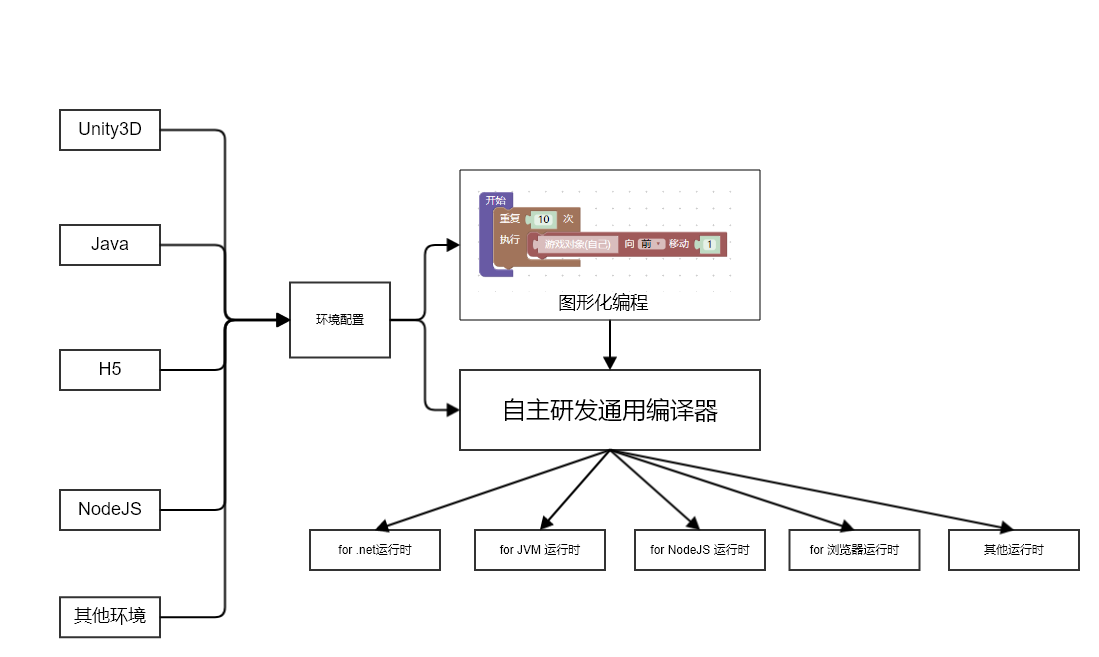 Unity3D
Java
H5
NodeJS
其他环境
环境配置
开始
重复 10 次
执行 游戏对象(自己) 向 前 移动 1
图形化编程
自主研发通用编译器
for .net运行时
for JVM 运行时
for NodeJS 运行时
for 浏览器运行时
其他运行时